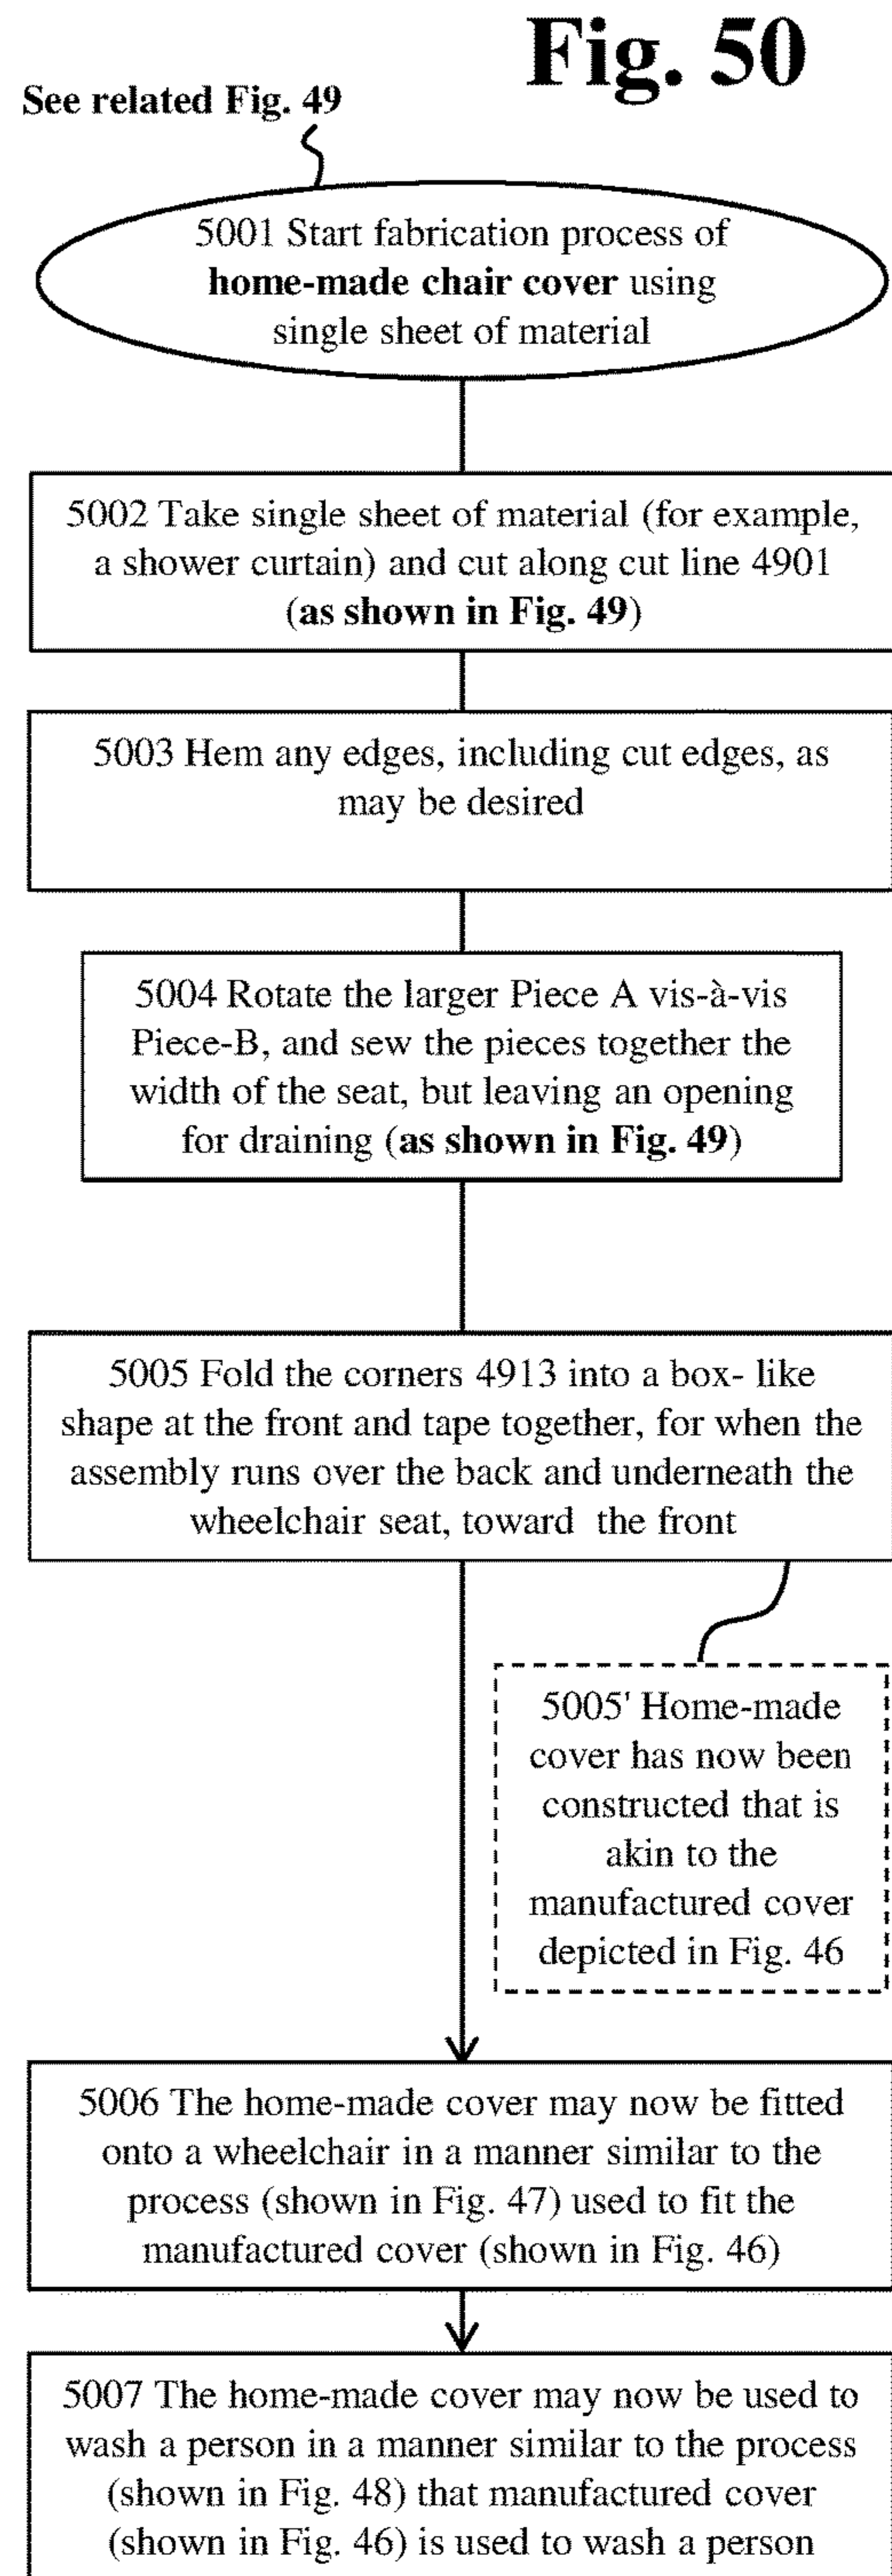 Fig. 50
See related Fig. 49
5001 Start fabrication process of
home-made chair cover using
single sheet of material
5002 Take single sheet of material (for example,
a shower curtain) and cut along cut line 4901
(as shown in Fig. 49)
5003 Hem any edges, including cut edges, as
may be desired
5004 Rotate the larger Piece A vis-à-vis
Piece-B, and sew the pieces together the
width of the seat, but leaving an opening
for draining (as shown in Fig. 49)
5005 Fold the corners 4913 into a box- like
shape at the front and tape together, for when the
assembly runs over the back and underneath the
wheelchair seat, toward the front
5005' Home-made
cover has now been
constructed that is
akin to the
manufactured cover
depicted in Fig. 46
5006 The home-made cover may now be fitted
onto a wheelchair in a manner similar to the
process (shown in Fig. 47) used to fit the
manufactured cover (shown in Fig. 46)
5007 The home-made cover may now be used to
wash a person in a manner similar to the process
(shown in Fig. 48) that manufactured cover
(shown in Fig. 46) is used to wash a person